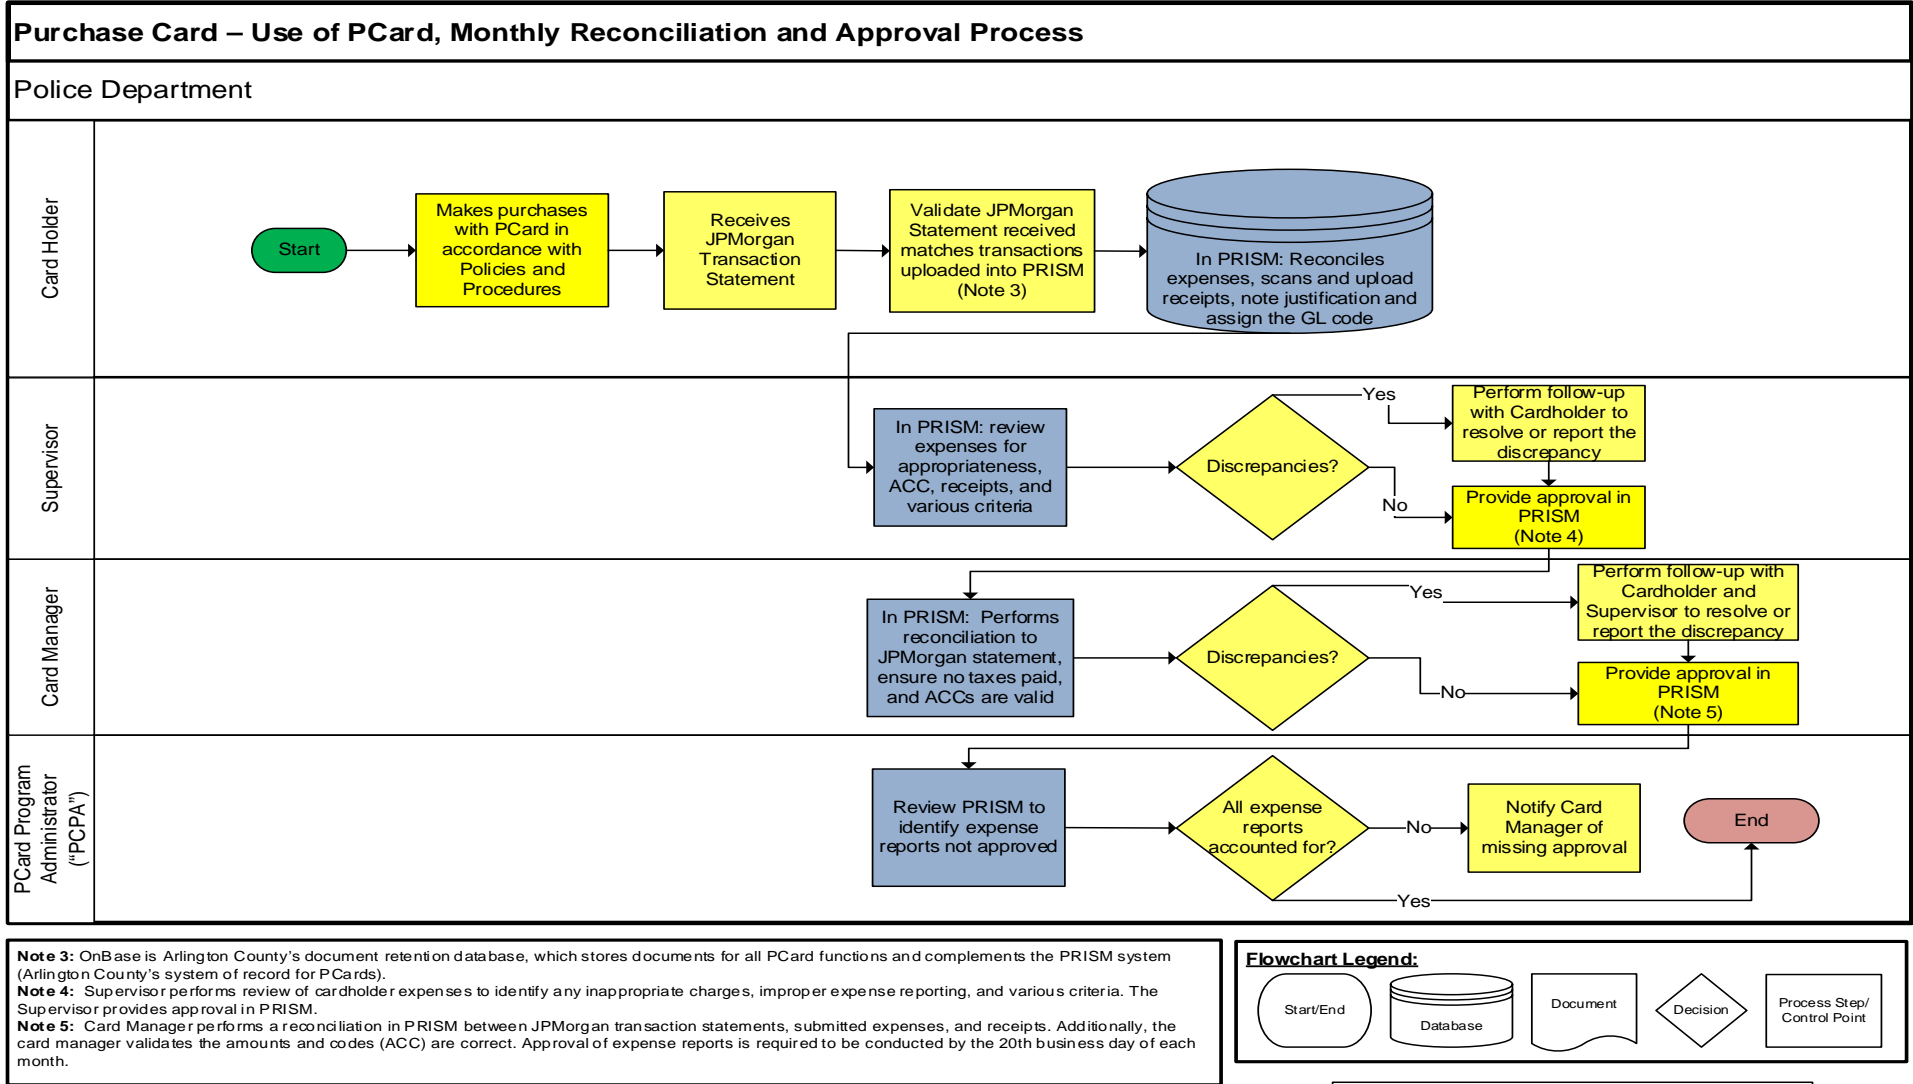 Purchase Card – Use of PCard, Monthly Reconciliation and Approval Process
Police Department
Card Holder
Start
Makes purchases
with PCard in
accordance with
Policies and
Procedures
Receives
JPMorgan
Transaction
Statement
Validate JPMorgan
Statement received
matches transactions
uploaded into PRISM
(Note 3)
In PRISM: Reconciles
expenses, scans and upload
receipts, note justification and
assign the GL code
Supervisor
In PRISM: review
expenses for
appropriateness,
ACC, receipts, and
various criteria
Discrepancies?
Yes
No
Perform follow-up
with Cardholder to
resolve or report the
discrepancy
Provide approval in
PRISM
(Note 4)
Card Manager
In PRISM: Performs
reconciliation to
JPMorgan statement,
ensure no taxes paid,
and ACCs are valid
Discrepancies?
Yes
No
Perform follow-up with
Cardholder and
Supervisor to resolve or
report the discrepancy
Provide approval in
PRISM
(Note 5)
PCard Program
Administrator
("PCPA")
Review PRISM to
identify expense
reports not approved
All expense
reports
accounted for?
No
Yes
Notify Card
Manager of
missing approval
End
Note 3: OnBase is Arlington County's document retention database, which stores documents for all PCard functions and complements the PRISM system
(Arlington County's system of record for PCards).
Note 4: Supervisor performs review of cardholder expenses to identify any inappropriate charges, improper expense reporting, and various criteria. The
Supervisor provides approval in PRISM.
Note 5: Card Manager performs a reconciliation in PRISM between JPMorgan transaction statements, submitted expenses, and receipts. Additionally, the
card manager validates the amounts and codes (ACC) are correct. Approval of expense reports is required to be conducted by the 20th business day of each
month.
Flowchart Legend:
Start/End
Database
Document
Decision
Process Step/
Control Point